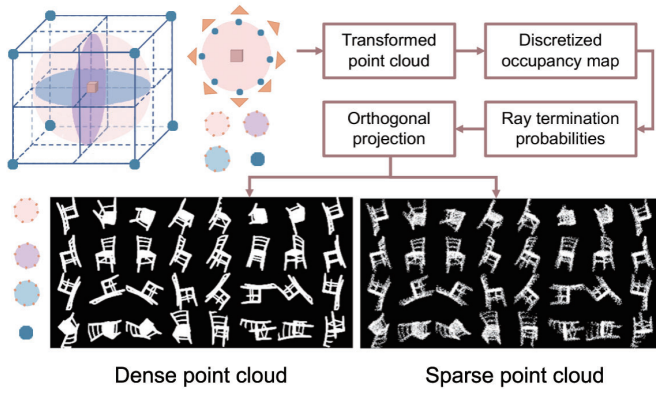 Transformed
point cloud
Discretized
occupancy map
Orthogonal
projection
Ray termination
probabilities
Dense point cloud
Sparse point cloud